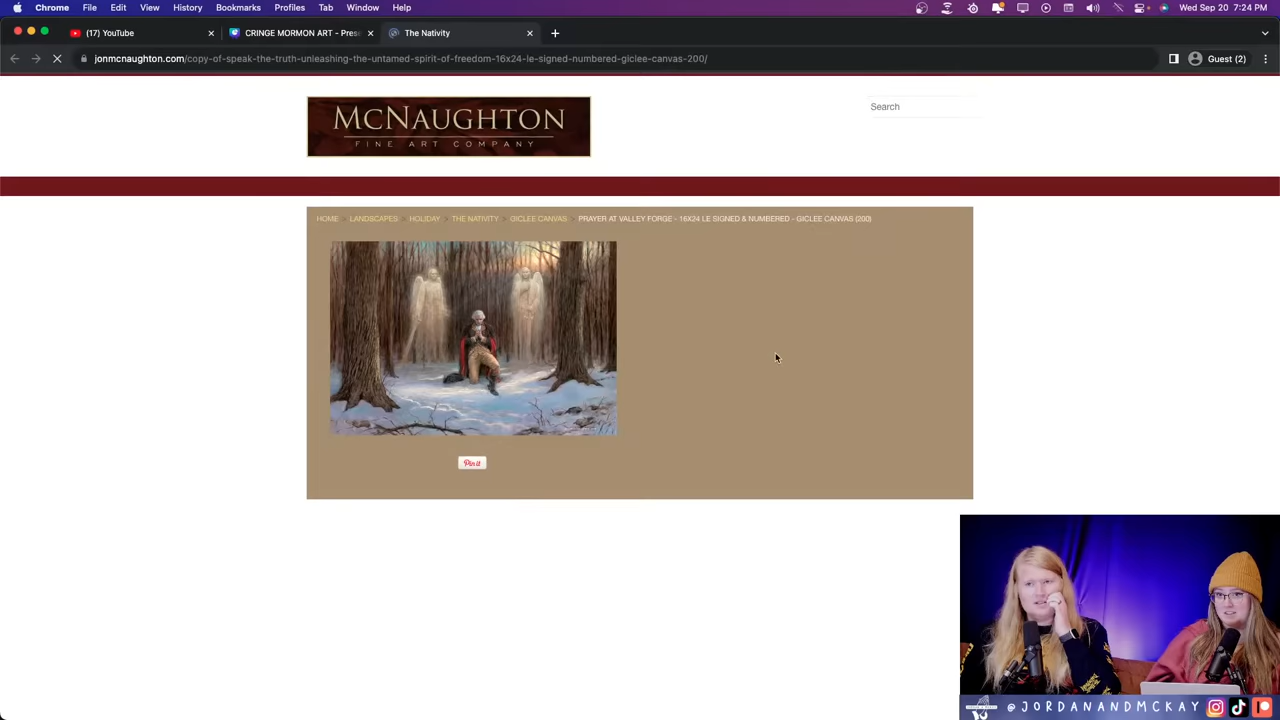 Chrome File Edit View History Bookmarks Profiles Tab Window Help Wed Sep 20 7:24 PM
(17) YouTube CRINGE MORMON ART - Pres The Nativity
jonmcnaughton.com/copy-of-speak-the-truth-unleashing-the-untamed-spirit-of-freedom-16x24-le-signed-numbered-giclee-canvas-200/ Guest (2)
MCNAUGHTON
FINE ART COMPANY
Search
HOME LANDSCAPES HOLIDAY THE NATIVITY GICLEE CANVAS PRAYER AT VALLEY FORGE - 16X24 LE SIGNED & NUMBERED - GICLEE CANVAS (200)
Pin it
@JORDANANDMCKAY